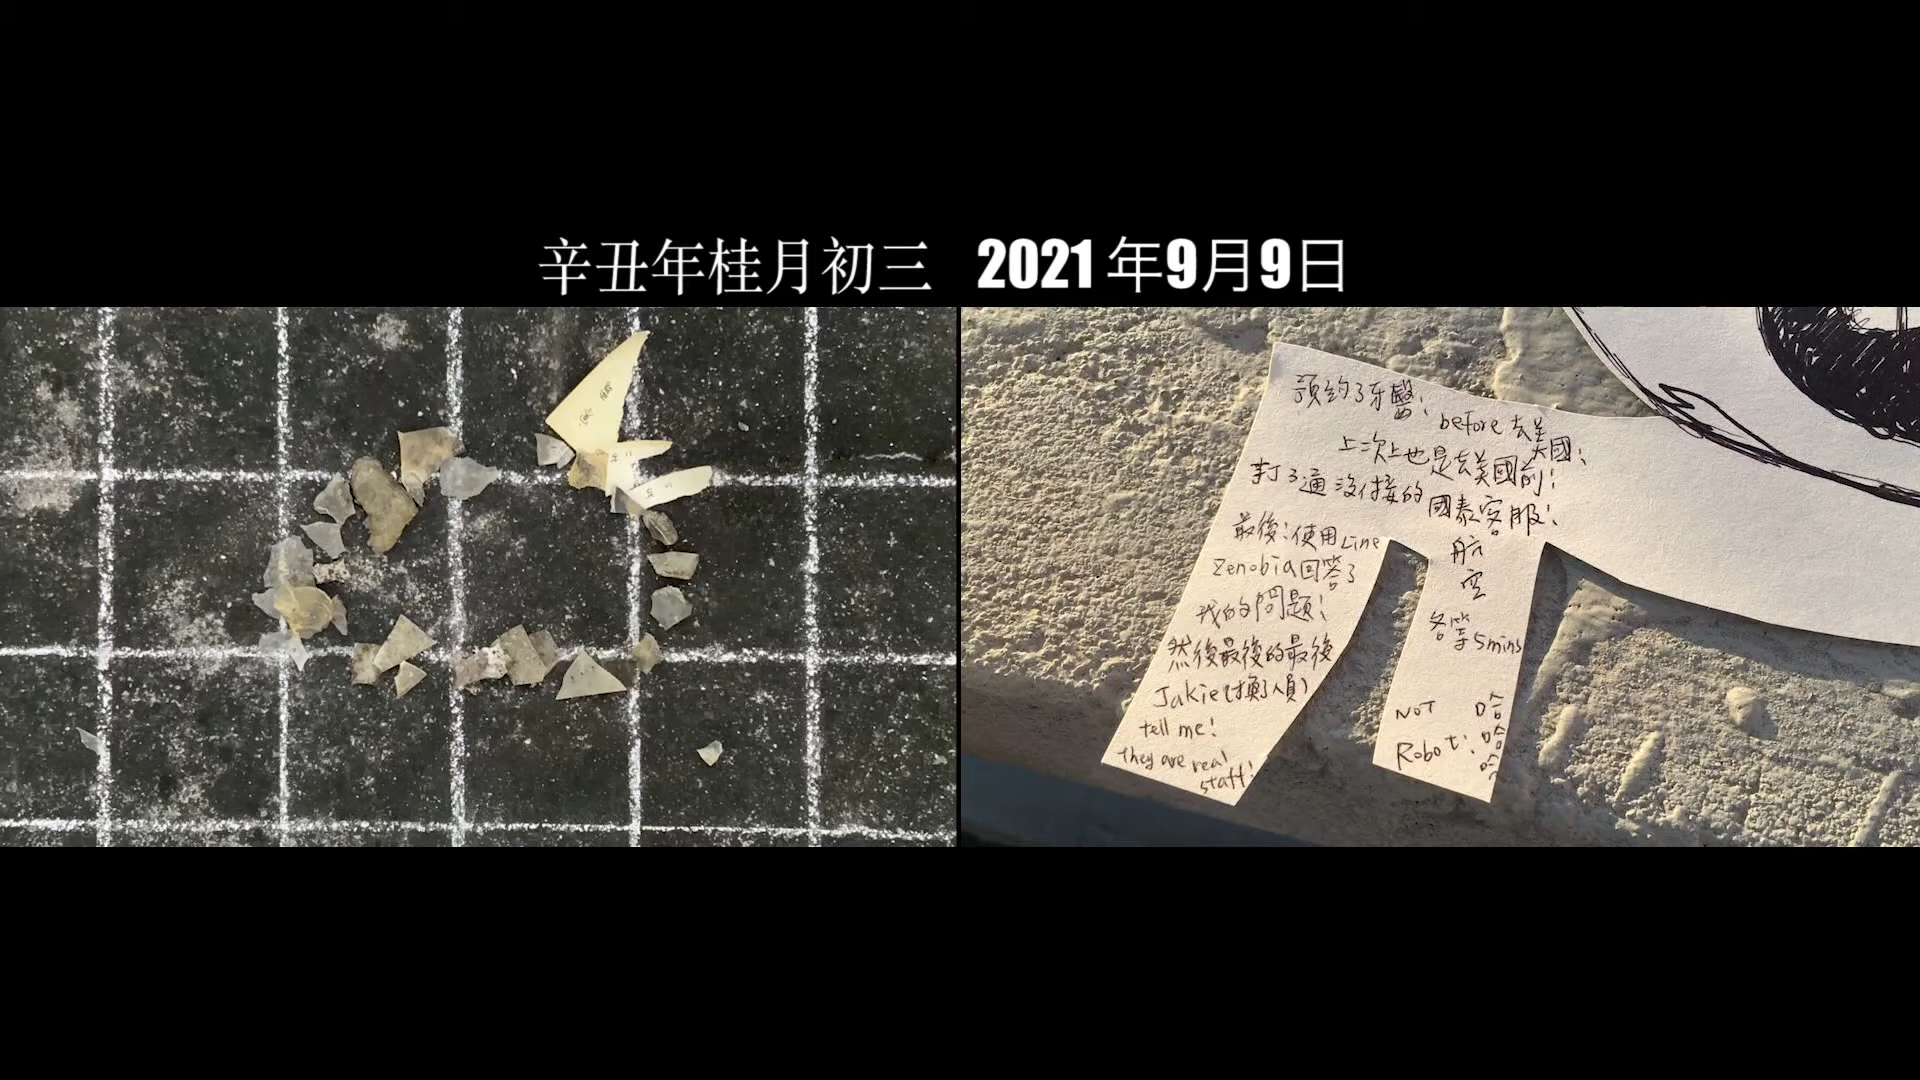 辛丑年桂月初三 2021年9月9日
預約了牙醫;
before 去美國;
上次上也是去美國前!
打了通沒付接的國泰客服!
航空
各等5mins
最後:使用Line
Zenobia回答了
我的問題!
然後最後的最後
Jakie(換了人員)
tell me!
they are real
staff!
NOT
Robot!
哈哈哈